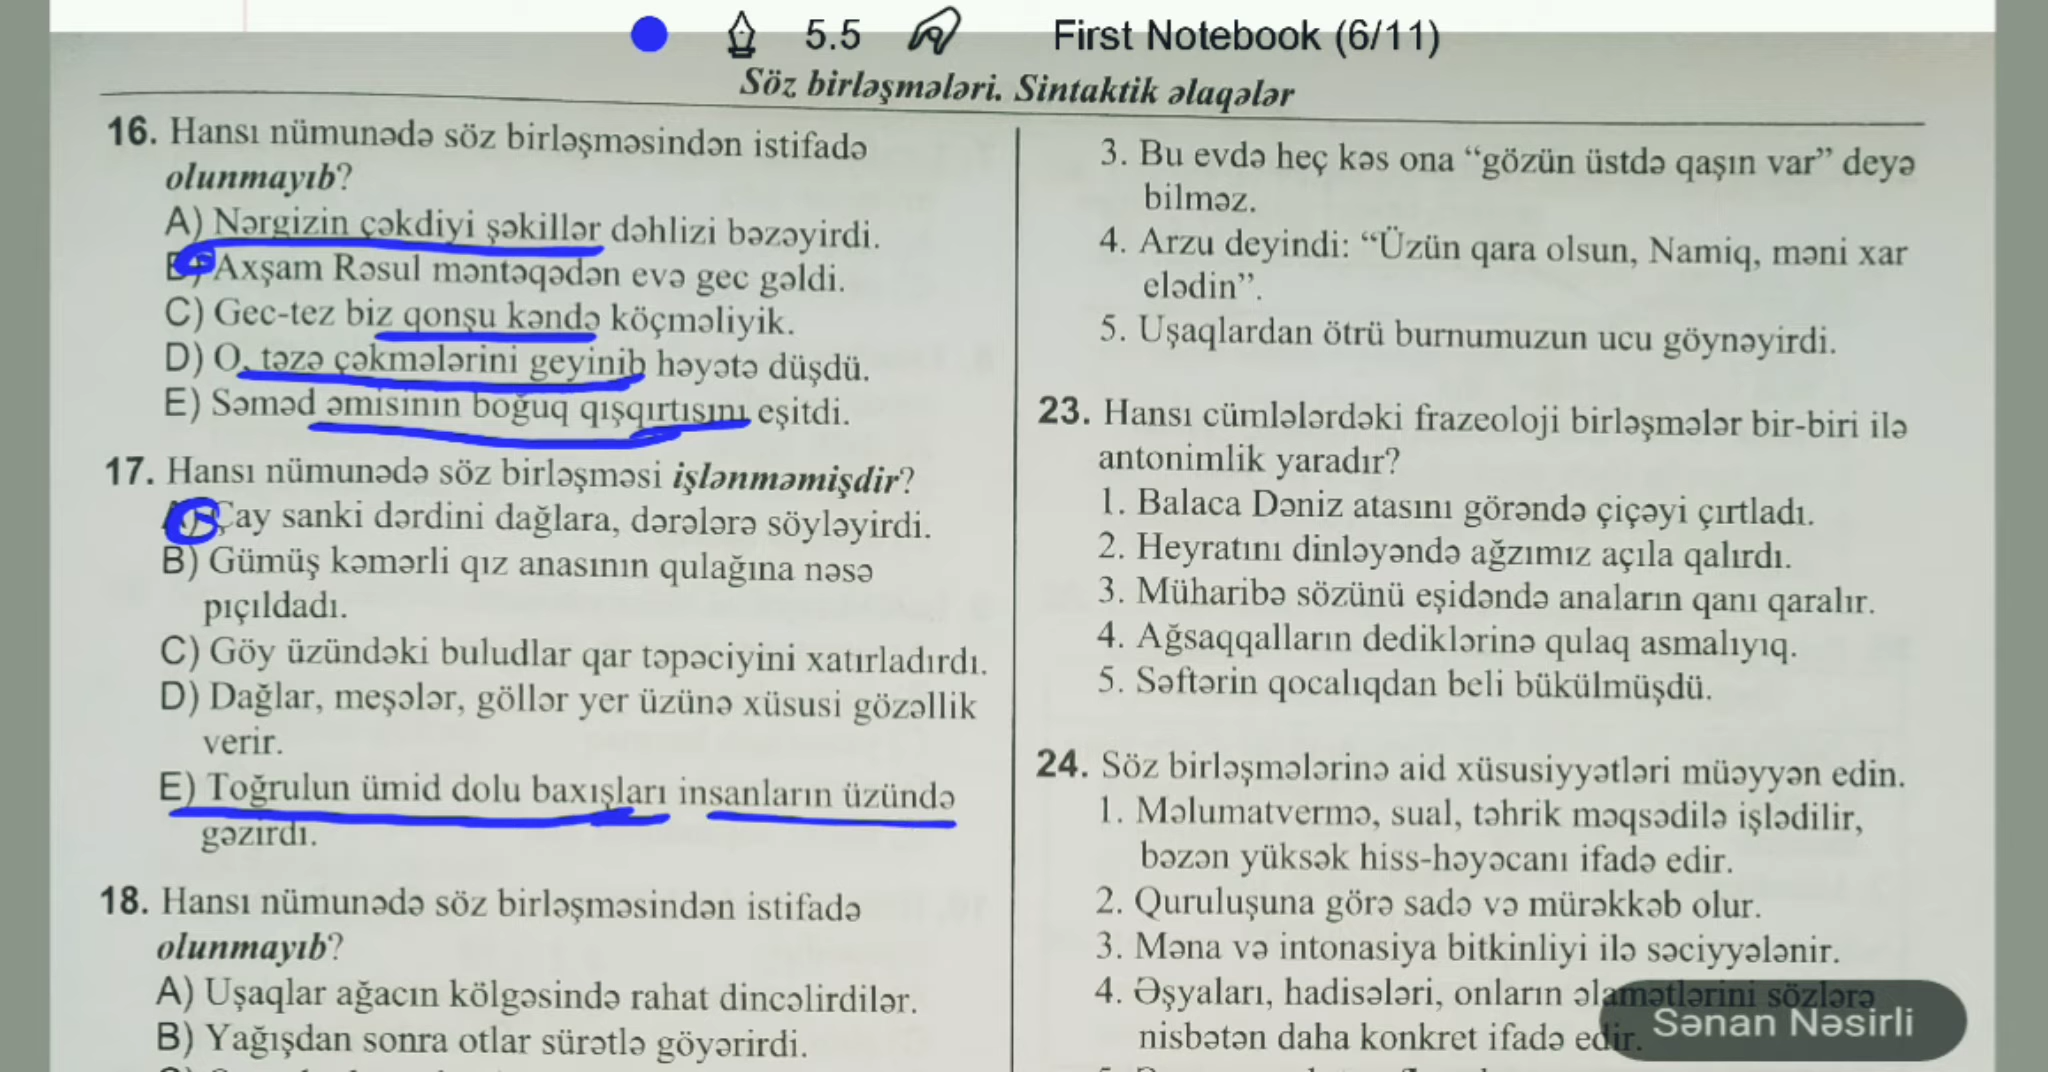 5.5 First Notebook (6/11)
Söz birləşmələri. Sintaktik əlaqələr
16. Hansı nümunədə söz birləşməsindən istifadə
olunmayıb?
A) Nərgizin çəkdiyi şəkillər dəhlizi bəzəyirdi.
B) Axşam Rəsul məntəqədən evə gec gəldi.
C) Gec-tez biz qonşu kəndə köçməliyik.
D) O, təzə çəkmələrini geyinib həyətə düşdü.
E) Səməd əmisinin boğuq qışqırtısını eşitdi.
17. Hansı nümunədə söz birləşməsi işlənməmişdir?
A) Çay sanki dərdini dağlara, dərələrə söyləyirdi.
B) Gümüş kəmərli qız anasının qulağına nəsə
pıçıldadı.
C) Göy üzündəki buludlar qar təpəciyini xatırladırdı.
D) Dağlar, meşələr, göllər yer üzünə xüsusi gözəllik
verir.
E) Toğrulun ümid dolu baxışları insanların üzündə
gəzirdi.
18. Hansı nümunədə söz birləşməsindən istifadə
olunmayıb?
A) Uşaqlar ağacın kölgəsində rahat dincəlirdilər.
B) Yağışdan sonra otlar sürətlə göyərirdi.
3. Bu evdə heç kəs ona “gözün üstdə qaşın var” deyə
bilməz.
4. Arzu deyindi: “Üzün qara olsun, Namiq, məni xar
elədin”.
5. Uşaqlardan ötrü burnumuzun ucu göynəyirdi.
23. Hansı cümlələrdəki frazeoloji birləşmələr bir-biri ilə
antonimlik yaradır?
1. Balaca Dəniz atasını görəndə çiçəyi çırtladı.
2. Heyratını dinləyəndə ağzımız açıla qalırdı.
3. Müharibə sözünü eşidəndə anaların qanı qaralır.
4. Ağsaqqalların dediklərinə qulaq asmalıyıq.
5. Səftərin qocalıqdan beli bükülmüşdü.
24. Söz birləşmələrinə aid xüsusiyyətləri müəyyən edin.
1. Məlumatvermə, sual, təhrik məqsədilə işlədilir,
bəzən yüksək hiss-həyəcanı ifadə edir.
2. Quruluşuna görə sadə və mürəkkəb olur.
3. Məna və intonasiya bitkinliyi ilə səciyyələnir.
4. Əşyaları, hadisələri, onların əlamətlərini sözlərə
nisbətən daha konkret ifadə edir.
Sənan Nəsirli